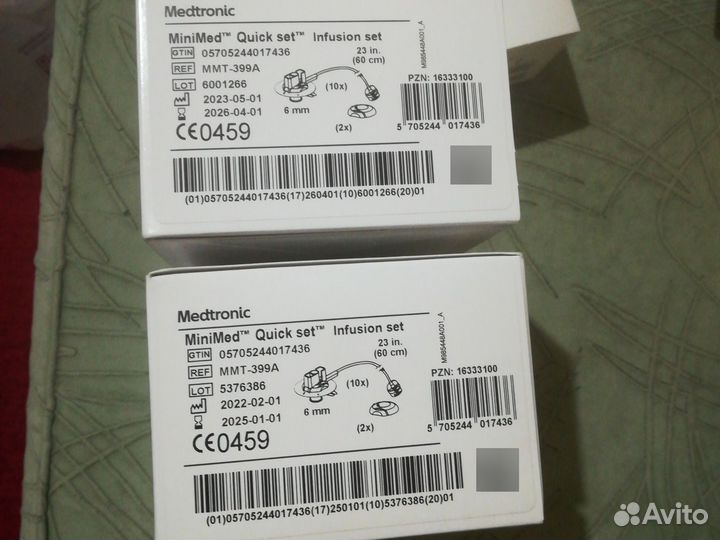 Medtronic
MiniMed™ Quick set™ Infusion set
GTIN 05705244017436
23 in.
(60 cm)
REF MMT-399A
LOT 6001266
(10x)
2023-05-01
2026-04-01
6 mm
(2x)
CE0459
M985448A001_A
PZN: 16333100
5 705244 017436
(01)05705244017436(17)260401(10)6001266(20)01
Medtronic
MiniMed™ Quick set™ Infusion set
GTIN 05705244017436
23 in.
(60 cm)
REF MMT-399A
LOT 5376386
(10x)
2022-02-01
2025-01-01
6 mm
(2x)
CE0459
M985448A001_A
PZN: 16333100
5 705244 017436
(01)05705244017436(17)250101(10)5376386(20)01
Avito